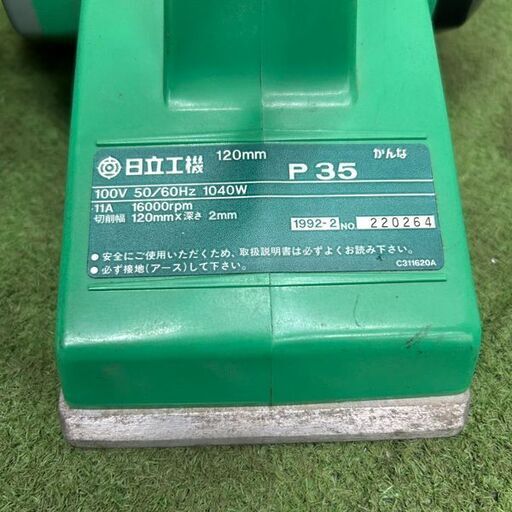 日立工機 120mm P 35 かんな
100V 50/60Hz 1040W
11A 16000rpm
切削幅 120mm×深さ 2mm
1992-2 NO 220264
●安全にご使用いただくため、取扱説明書は必ずよくお読み下さい。
●必ず接地(アース)して下さい。
C311620A